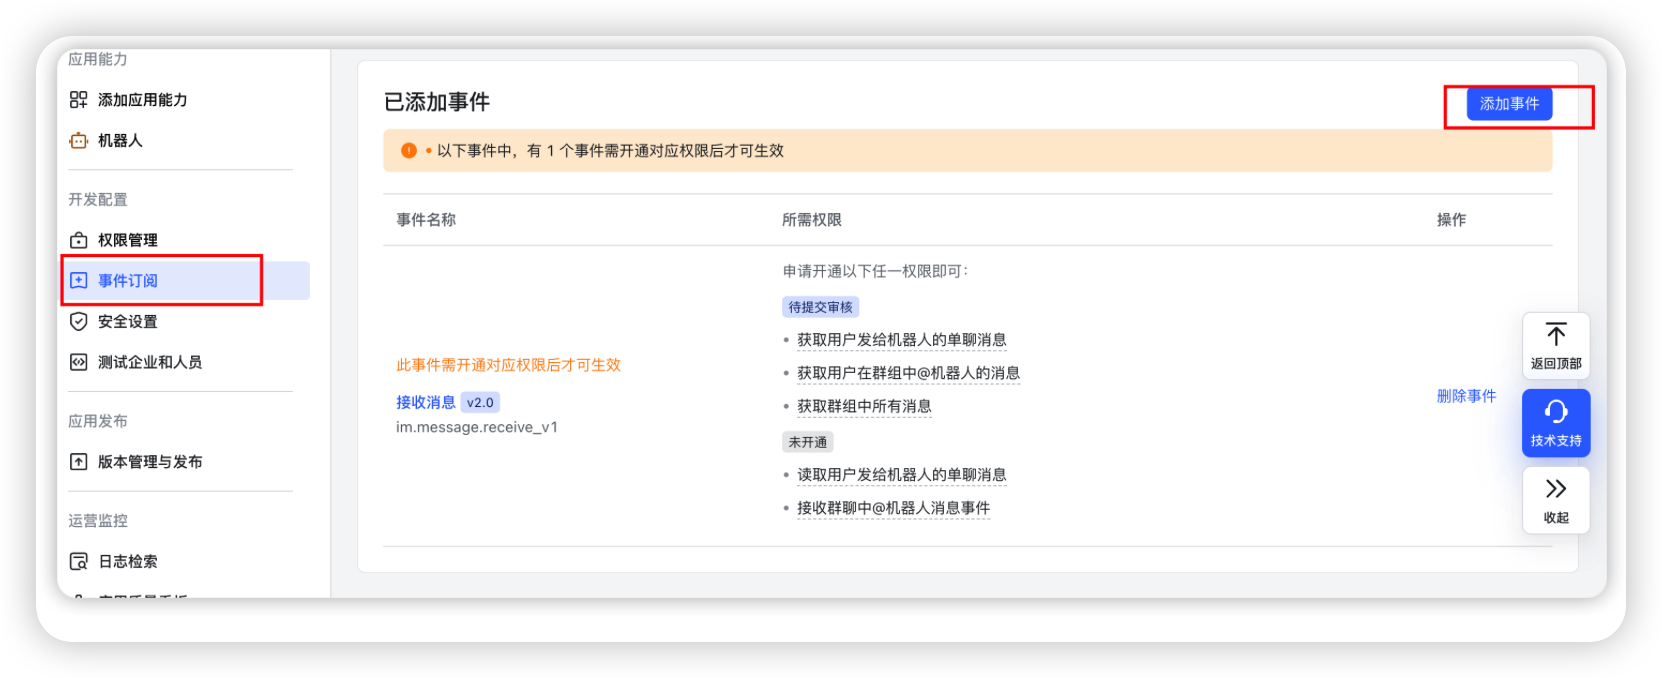 应用能力
添加应用能力
机器人
开发配置
权限管理
事件订阅
安全设置
测试企业和人员
应用发布
版本管理与发布
运营监控
日志检索
已添加事件
添加事件
以下事件中，有 1 个事件需开通对应权限后才可生效
事件名称
所需权限
操作
此事件需开通对应权限后才可生效
接收消息 v2.0
im.message.receive_v1
申请开通以下任一权限即可：
待提交审核
• 获取用户发给机器人的单聊消息
• 获取用户在群组中@机器人的消息
• 获取群组中所有消息
未开通
• 读取用户发给机器人的单聊消息
• 接收群聊中@机器人消息事件
删除事件
返回顶部
技术支持
收起